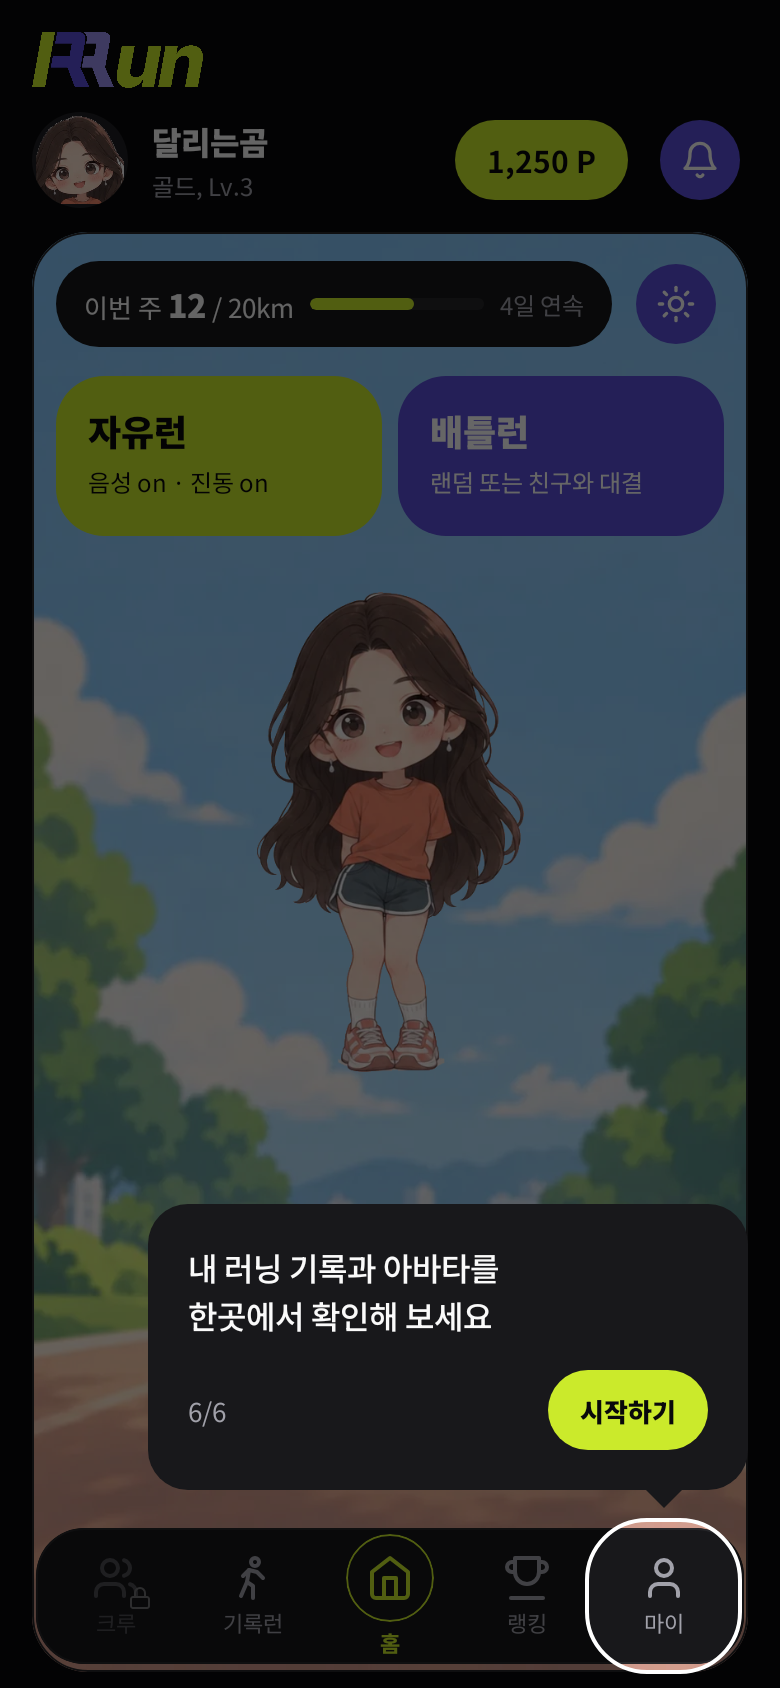 RRun
달리는곰
골드, Lv.3
1,250 P
이번 주 12 / 20km
4일 연속
자유런
음성 on · 진동 on
배틀런
랜덤 또는 친구와 대결
내 러닝 기록과 아바타를
한곳에서 확인해 보세요
6/6
시작하기
크루
기록런
홈
랭킹
마이